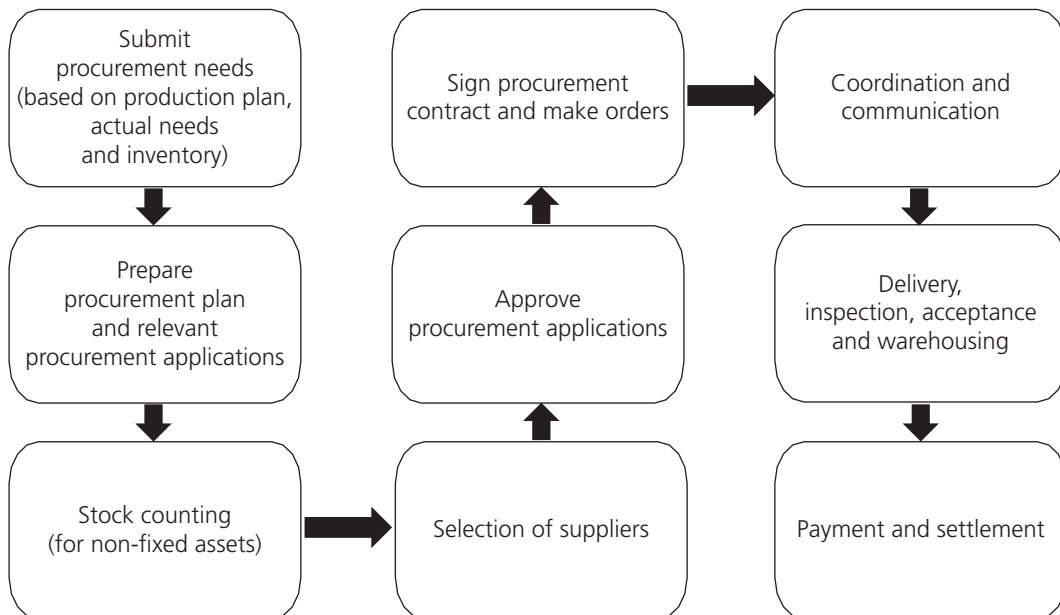 Submit
procurement needs
(based on production plan,
actual needs
and inventory)
Prepare
procurement plan
and relevant
procurement applications
Stock counting
(for non-fixed assets)
Selection of suppliers
Approve
procurement applications
Sign procurement
contract and make orders
Coordination and
communication
Delivery,
inspection, acceptance
and warehousing
Payment and settlement